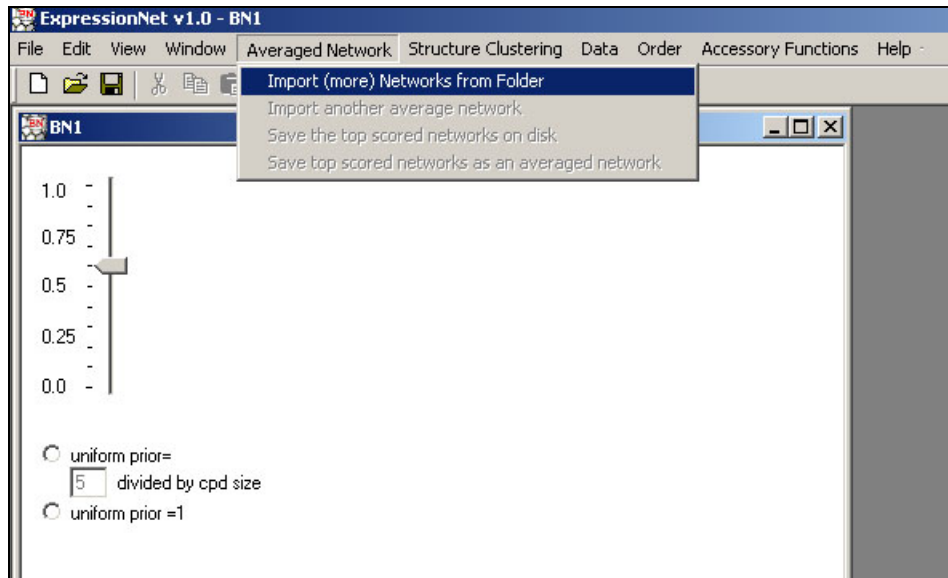 ExpressionNet v1.0 - BN1
File Edit View Window Averaged Network Structure Clustering Data Order Accessory Functions Help
Import (more) Networks from Folder
Import another average network
Save the top scored networks on disk
Save top scored networks as an averaged network
BN1
1.0
0.75
0.5
0.25
0.0
uniform prior=
5 divided by cpd size
uniform prior =1